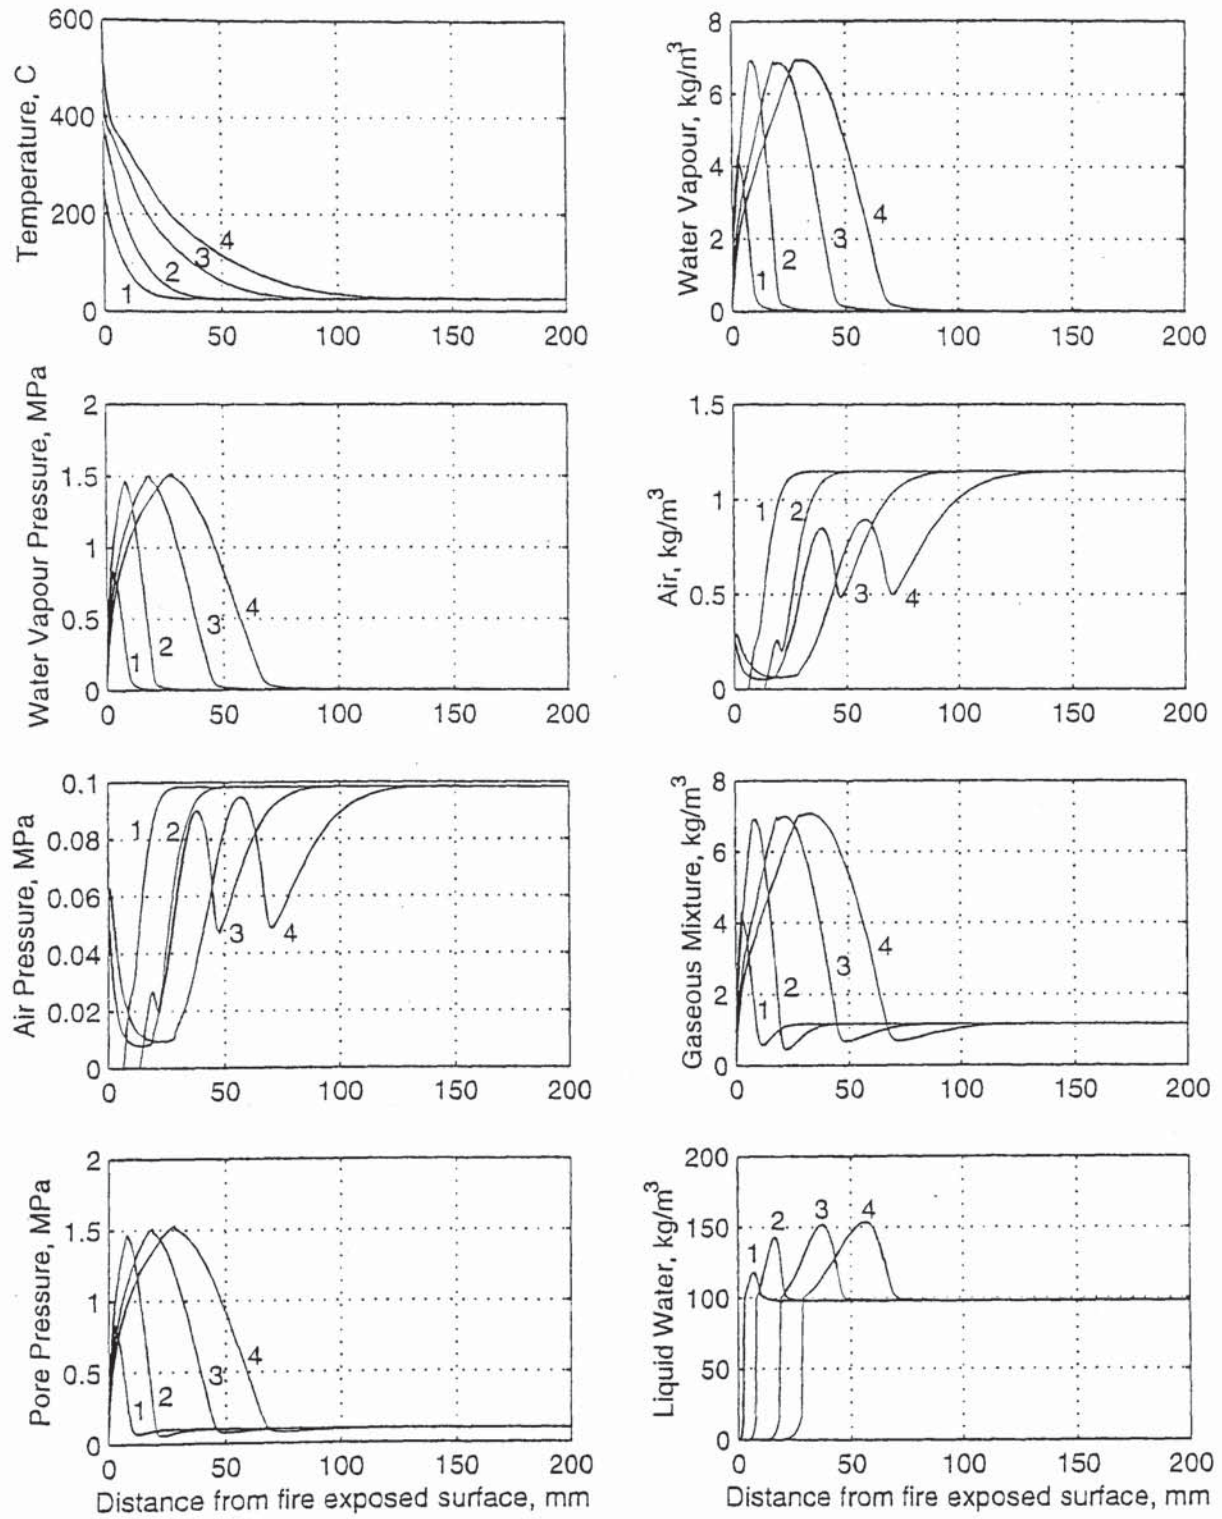 Temperature, C
600
400
200
0
0 50 100 150 200
1 2 3 4
Water Vapour, kg/m³
8
6
4
2
0
0 50 100 150 200
1 2 3 4
Water Vapour Pressure, MPa
2
1.5
1
0.5
0
0 50 100 150 200
1 2 3 4
Air, kg/m³
1.5
1
0.5
0
0 50 100 150 200
1 2 3 4
Air Pressure, MPa
0.1
0.08
0.06
0.04
0.02
0
0 50 100 150 200
1 2 3 4
Gaseous Mixture, kg/m³
8
6
4
2
0
0 50 100 150 200
1 2 3 4
Pore Pressure, MPa
2
1.5
1
0.5
0
0 50 100 150 200
1 2 3 4
Distance from fire exposed surface, mm
Liquid Water, kg/m³
200
150
100
50
0
0 50 100 150 200
1 2 3 4
Distance from fire exposed surface, mm